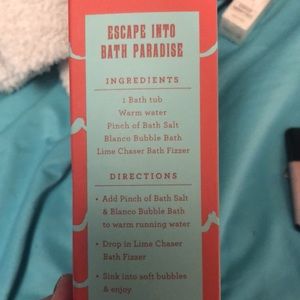 ESCAPE INTO
BATH PARADISE
INGREDIENTS
1 Bath tub
Warm water
Pinch of Bath Salt
Blanco Bubble Bath
Lime Chaser Bath Fizzer
DIRECTIONS
• Add Pinch of Bath Salt
& Blanco Bubble Bath
to warm running water
• Drop in Lime Chaser
Bath Fizzer
• Sink into soft bubbles
& enjoy